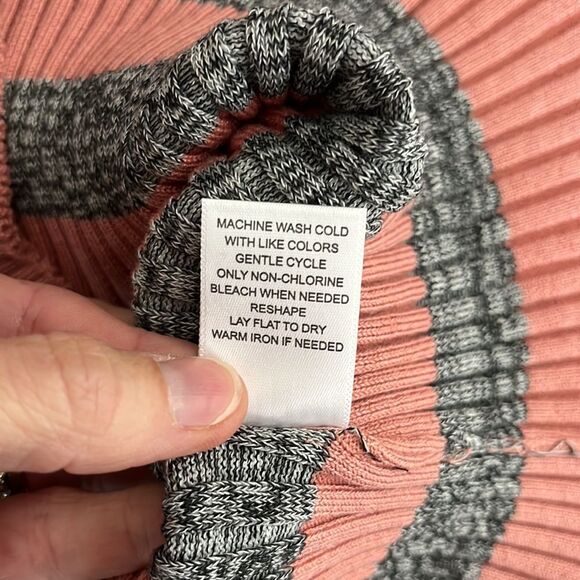 MACHINE WASH COLD
WITH LIKE COLORS
GENTLE CYCLE
ONLY NON-CHLORINE
BLEACH WHEN NEEDED
RESHAPE
LAY FLAT TO DRY
WARM IRON IF NEEDED